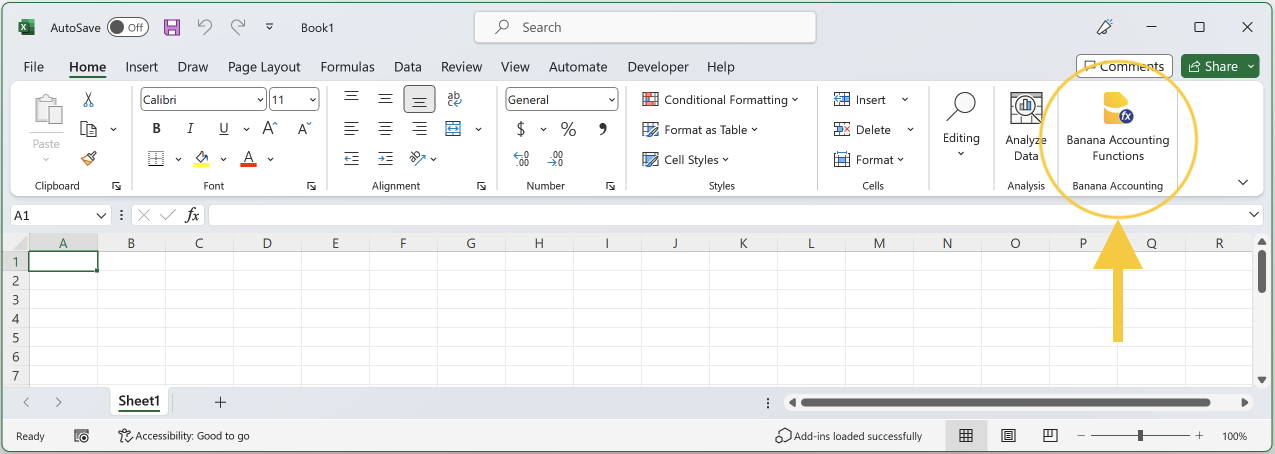 AutoSave Off Book1 Search
File Home Insert Draw Page Layout Formulas Data Review View Automate Developer Help Comments Share
Paste
Clipboard
Calibri 11
B I U A A
A
Font
ab
Alignment
General
$ % ,
.00 .00
Number
Conditional Formatting
Format as Table
Cell Styles
Styles
Insert
Delete
Format
Cells
Editing
Analyze
Data
Analysis
Banana Accounting
Functions
Banana Accounting
A1 fx
A B C D E F G H I J K L M N O P Q R
1
2
3
4
5
6
7
Sheet1 +
Ready Accessibility: Good to go Add-ins loaded successfully − + 100%